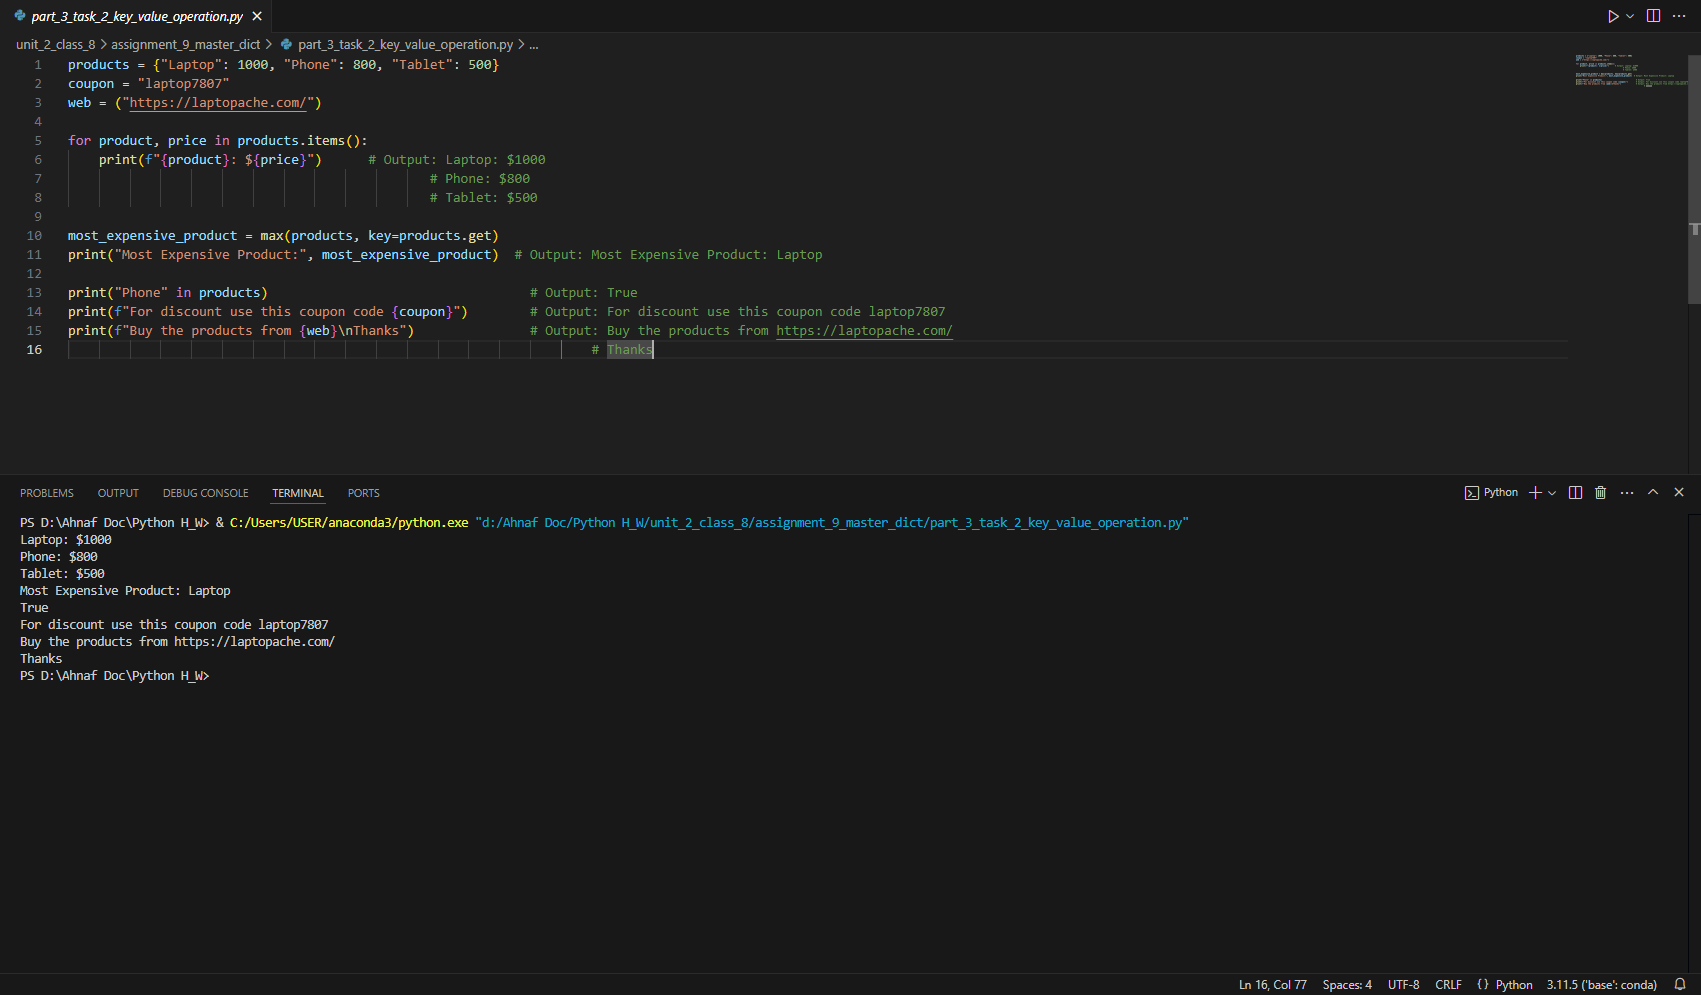 part_3_task_2_key_value_operation.py
unit_2_class_8 > assignment_9_master_dict > part_3_task_2_key_value_operation.py > ...
1 products = {"Laptop": 1000, "Phone": 800, "Tablet": 500}
2 coupon = "laptop7807"
3 web = ("https://laptopache.com/")
4
5 for product, price in products.items():
6     print(f"{product}: ${price}")      # Output: Laptop: $1000
7                                               # Phone: $800
8                                               # Tablet: $500
9
10 most_expensive_product = max(products, key=products.get)
11 print("Most Expensive Product:", most_expensive_product)  # Output: Most Expensive Product: Laptop
12
13 print("Phone" in products)                                  # Output: True
14 print(f"For discount use this coupon code {coupon}")        # Output: For discount use this coupon code laptop7807
15 print(f"Buy the products from {web}\nThanks")               # Output: Buy the products from https://laptopache.com/
16                                                                     # Thanks
PROBLEMS OUTPUT DEBUG CONSOLE TERMINAL PORTS Python
PS D:\Ahnaf Doc\Python H_W> & C:/Users/USER/anaconda3/python.exe "d:/Ahnaf Doc/Python H_W/unit_2_class_8/assignment_9_master_dict/part_3_task_2_key_value_operation.py"
Laptop: $1000
Phone: $800
Tablet: $500
Most Expensive Product: Laptop
True
For discount use this coupon code laptop7807
Buy the products from https://laptopache.com/
Thanks
PS D:\Ahnaf Doc\Python H_W>
Ln 16, Col 77 Spaces: 4 UTF-8 CRLF {} Python 3.11.5 ('base': conda)